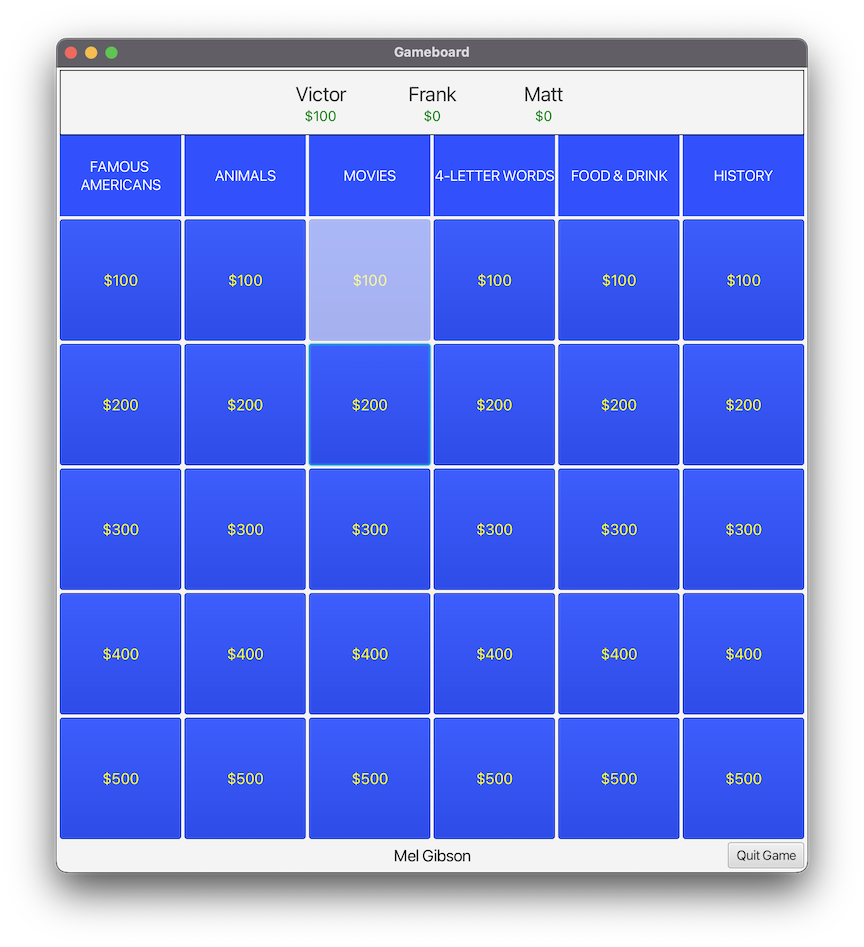 Gameboard
Victor Frank Matt
$100 $0 $0
FAMOUS AMERICANS ANIMALS MOVIES 4-LETTER WORDS FOOD & DRINK HISTORY
$100 $100 $100 $100 $100 $100
$200 $200 $200 $200 $200 $200
$300 $300 $300 $300 $300 $300
$400 $400 $400 $400 $400 $400
$500 $500 $500 $500 $500 $500
Mel Gibson Quit Game